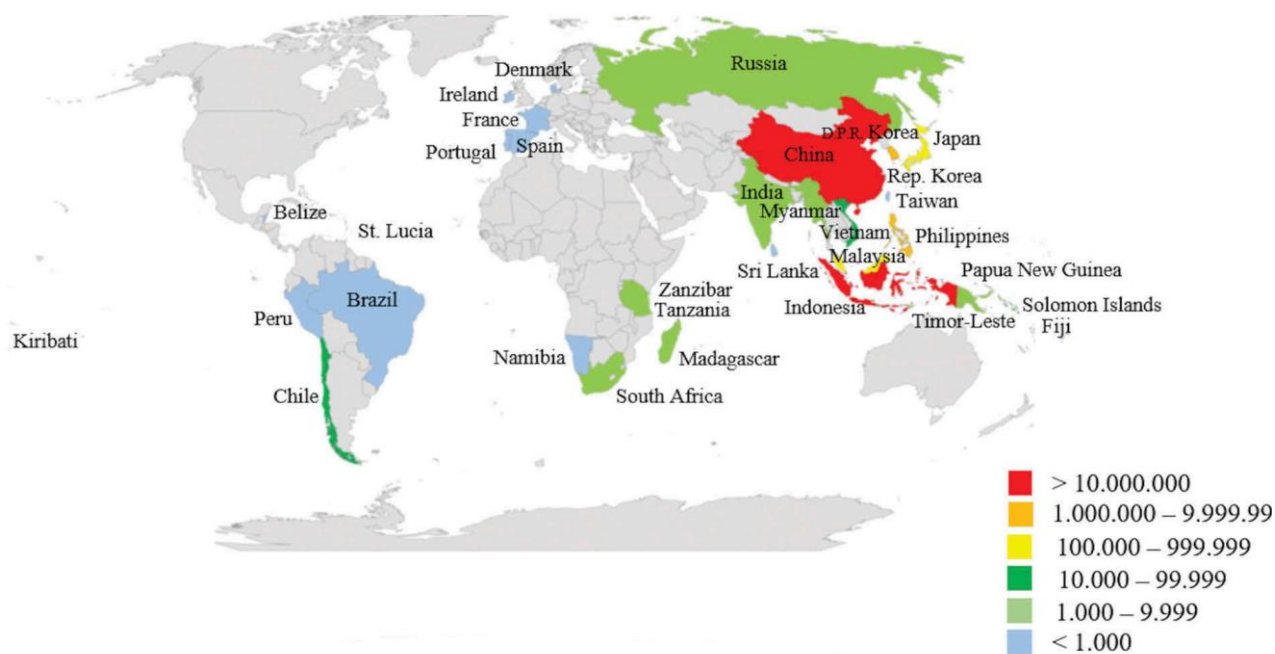 Russia
Denmark
Ireland
France
Spain
Portugal
D.P.R. Korea
Japan
China
Rep. Korea
India
Taiwan
Myanmar
Belize
St. Lucia
Vietnam
Philippines
Malaysia
Sri Lanka
Papua New Guinea
Brazil
Zanzibar
Tanzania
Indonesia
Solomon Islands
Peru
Timor-Leste
Fiji
Kiribati
Namibia
Madagascar
Chile
South Africa
> 10.000.000
1.000.000 – 9.999.99
100.000 – 999.999
10.000 – 99.999
1.000 – 9.999
< 1.000